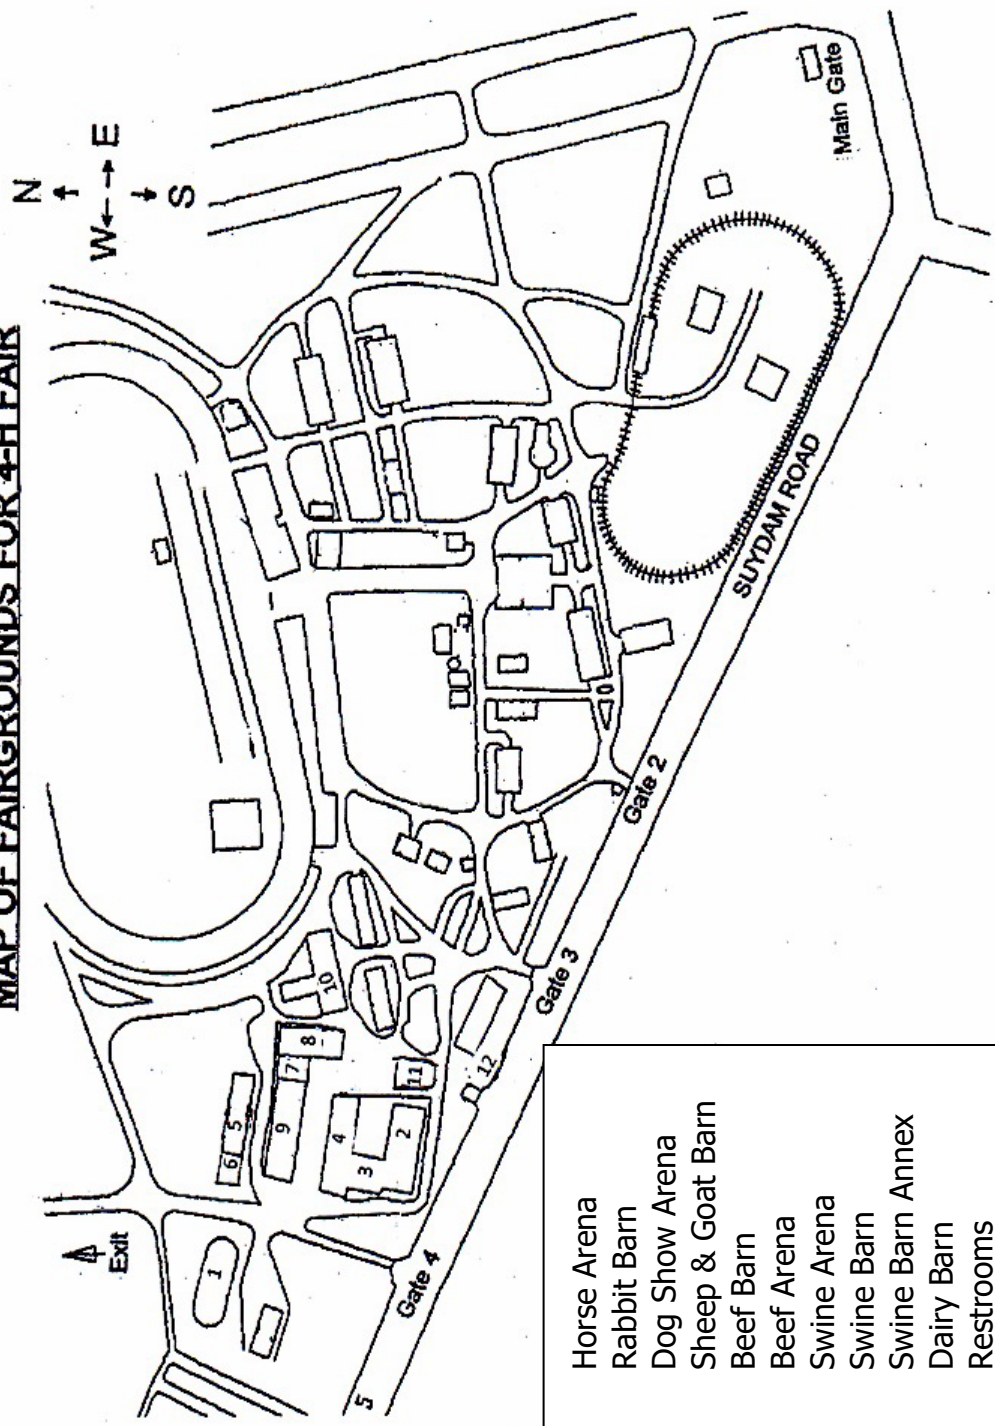 MAP OF FAIRGROUNDS FOR 4-H FAIR
N
W E
S
Main Gate
SUYDAM ROAD
Gate 2
Gate 3
Gate 4
5
Exit
1
2
3
4
5
6
7
8
9
10
11
12
Horse Arena
Rabbit Barn
Dog Show Arena
Sheep & Goat Barn
Beef Barn
Beef Arena
Swine Arena
Swine Barn
Swine Barn Annex
Dairy Barn
Restrooms